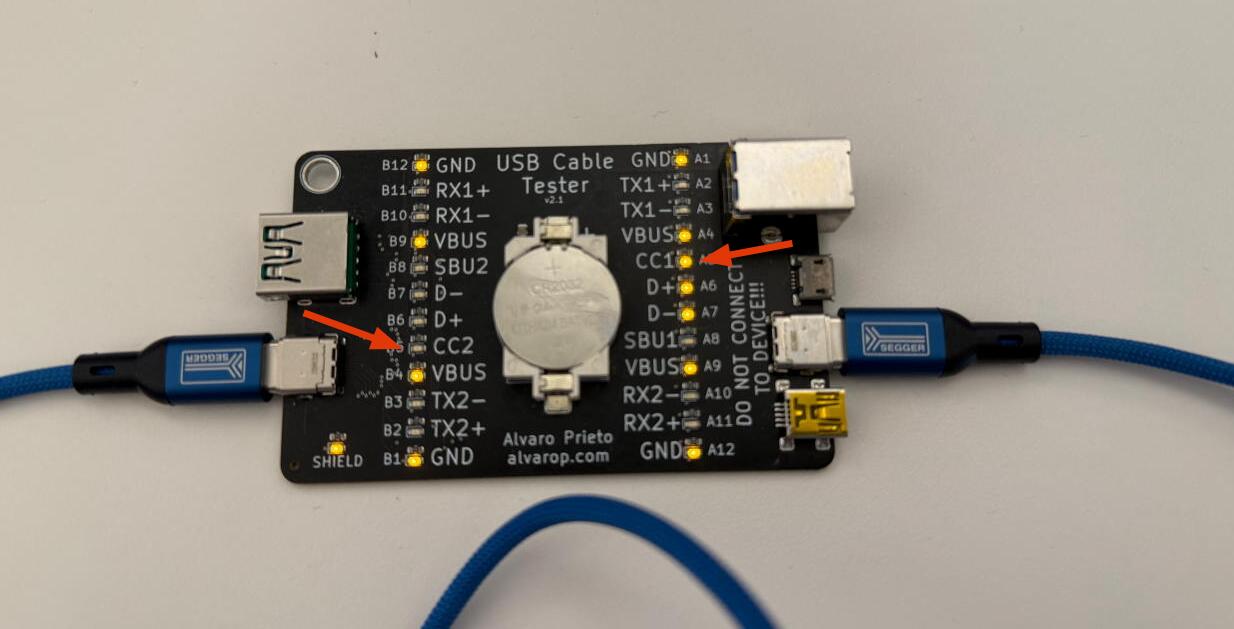 USB Cable
Tester
v2.1
B12 GND
B11 RX1+
B10 RX1-
B9 VBUS
B8 SBU2
B7 D-
B6 D+
CC2
B4 VBUS
B3 TX2-
B2 TX2+
B1 GND
SHIELD
CR2032
GND A1
TX1+ A2
TX1- A3
VBUS A4
CC1
D+ A6
D- A7
SBU1 A8
VBUS A9
RX2- A10
RX2+ A11
GND A12
DO NOT CONNECT
TO DEVICE!!!
Alvaro Prieto
alvarop.com
SEGGER
SEGGER